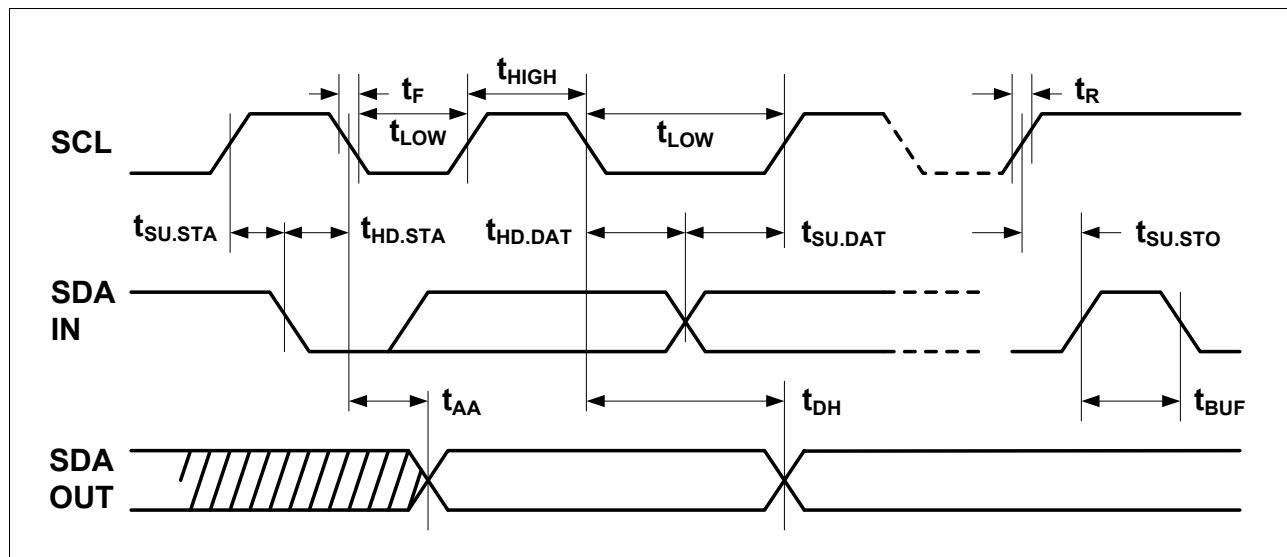 tHIGH
tF
tR
SCL
tLOW
tLOW
tSU.STA
tHD.STA
tHD.DAT
tSU.DAT
tSU.STO
SDA
IN
tAA
tDH
tBUF
SDA
OUT